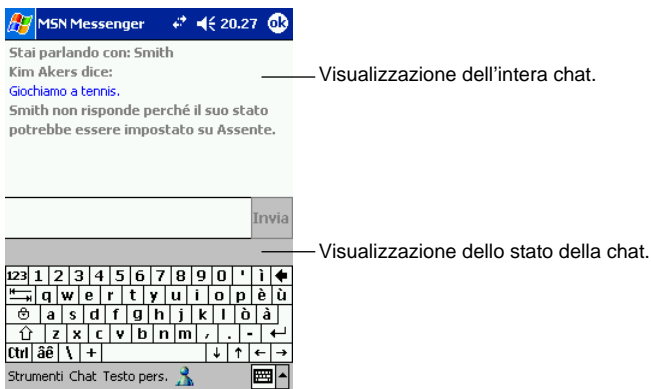 MSN Messenger 20.27 ok
Stai parlando con: Smith
Kim Akers dice:
Giochiamo a tennis.
Smith non risponde perché il suo stato
potrebbe essere impostato su Assente.
Visualizzazione dell'intera chat.
Invia
Visualizzazione dello stato della chat.
123 1 2 3 4 5 6 7 8 9 0 ' ì
q w e r t y u i o p è ù
a s d f g h j k l ò à
z x c v b n m , . -
Ctrl âê \ +
Strumenti Chat Testo pers.